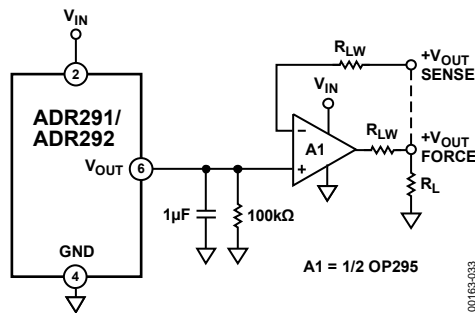 V_IN
2
ADR291/
ADR292
V_OUT 6
GND
4
1µF
100kΩ
R_LW
+V_OUT
SENSE
V_IN
−
A1
+
R_LW
+V_OUT
FORCE
R_L
A1 = 1/2 OP295
00163-033